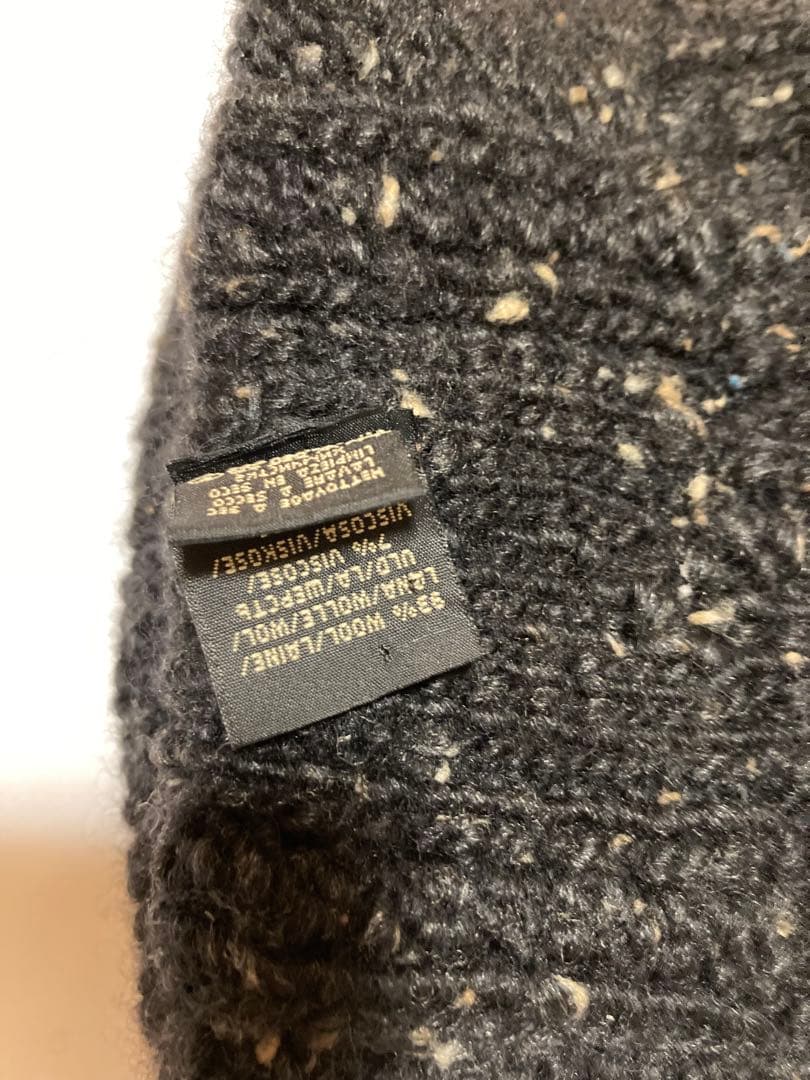 93% WOOL/LAINE/
LANA/WOLLE/WOL/
ULD/LA/ШЕРСТЬ
7% VISCOSE/
VISCOSA/VISKOSE/
NETTOYAGE A SEC
LAVARE A SECCO
LIMPIEZA EN SECO